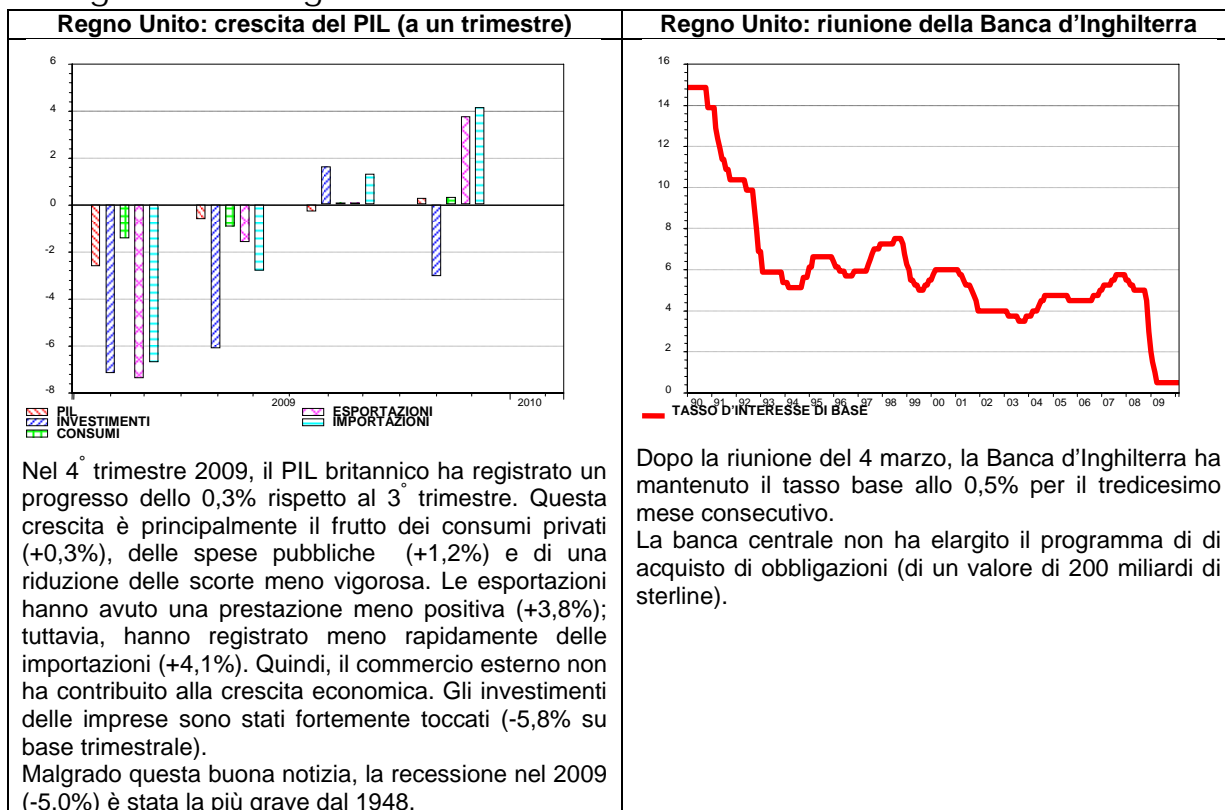 Regno Unito: crescita del PIL (a un trimestre)
6
4
2
0
-2
-4
-6
-8
2009
2010
PIL
INVESTIMENTI
CONSUMI
ESPORTAZIONI
IMPORTAZIONI
Nel 4° trimestre 2009, il PIL britannico ha registrato un
progresso dello 0,3% rispetto al 3° trimestre. Questa
crescita è principalmente il frutto dei consumi privati
(+0,3%), delle spese pubbliche (+1,2%) e di una
riduzione delle scorte meno vigorosa. Le esportazioni
hanno avuto una prestazione meno positiva (+3,8%);
tuttavia, hanno registrato meno rapidamente delle
importazioni (+4,1%). Quindi, il commercio esterno non
ha contribuito alla crescita economica. Gli investimenti
delle imprese sono stati fortemente toccati (-5,8% su
base trimestrale).
Malgrado questa buona notizia, la recessione nel 2009
(-5,0%) è stata la più grave dal 1948.
Regno Unito: riunione della Banca d'Inghilterra
16
14
12
10
8
6
4
2
0
90 91 92 93 94 95 96 97 98 99 00 01 02 03 04 05 06 07 08 09
TASSO D'INTERESSE DI BASE
Dopo la riunione del 4 marzo, la Banca d'Inghilterra ha
mantenuto il tasso base allo 0,5% per il tredicesimo
mese consecutivo.
La banca centrale non ha elargito il programma di di
acquisto di obbligazioni (di un valore di 200 miliardi di
sterline).